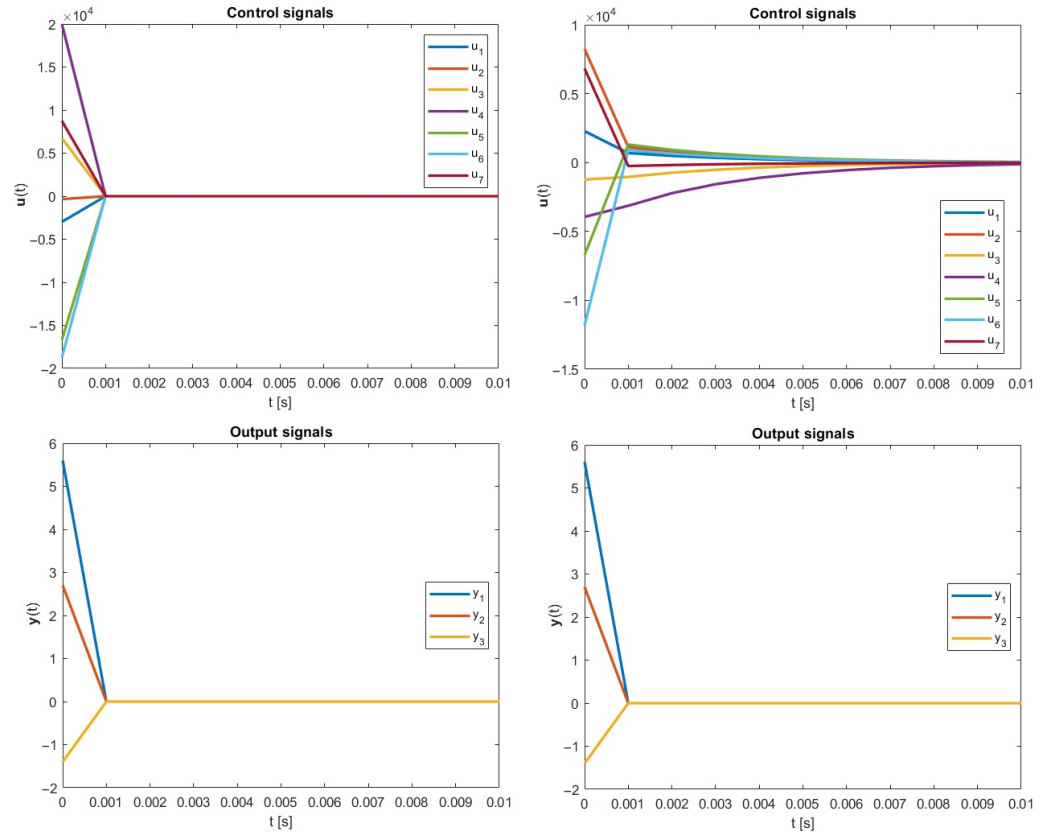 Control signals
×10⁴
2
1.5
1
0.5
0
−0.5
−1
−1.5
−2
u(t)
u₁
u₂
u₃
u₄
u₅
u₆
u₇
0 0.001 0.002 0.003 0.004 0.005 0.006 0.007 0.008 0.009 0.01
t [s]
Control signals
×10⁴
1
0.5
0
−0.5
−1
−1.5
u(t)
u₁
u₂
u₃
u₄
u₅
u₆
u₇
0 0.001 0.002 0.003 0.004 0.005 0.006 0.007 0.008 0.009 0.01
t [s]
Output signals
6
5
4
3
2
1
0
−1
−2
y(t)
y₁
y₂
y₃
0 0.001 0.002 0.003 0.004 0.005 0.006 0.007 0.008 0.009 0.01
t [s]
Output signals
6
5
4
3
2
1
0
−1
−2
y(t)
y₁
y₂
y₃
0 0.001 0.002 0.003 0.004 0.005 0.006 0.007 0.008 0.009 0.01
t [s]